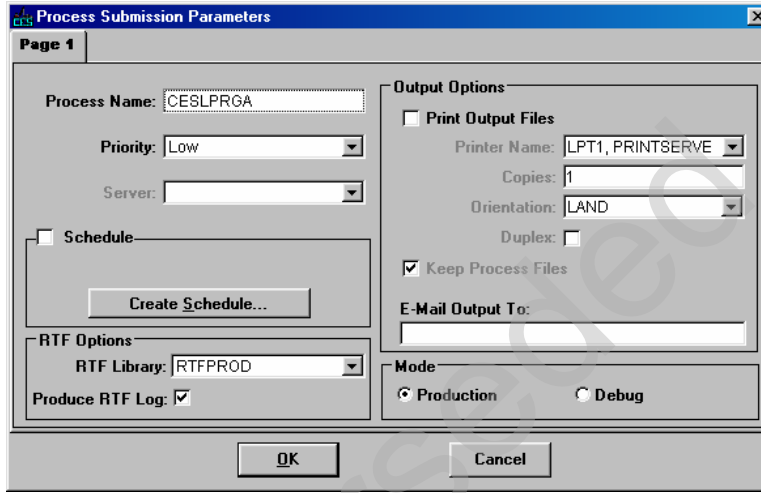 CCS
Process Submission Parameters
Page 1
Process Name: CESLPRGA
Priority: Low
Server:
Schedule
Create Schedule...
RTF Options
RTF Library: RTFPROD
Produce RTF Log:
Output Options
Print Output Files
Printer Name: LPT1, PRINTSERVE
Copies: 1
Orientation: LAND
Duplex:
Keep Process Files
E-Mail Output To:
Mode
Production
Debug
OK
Cancel